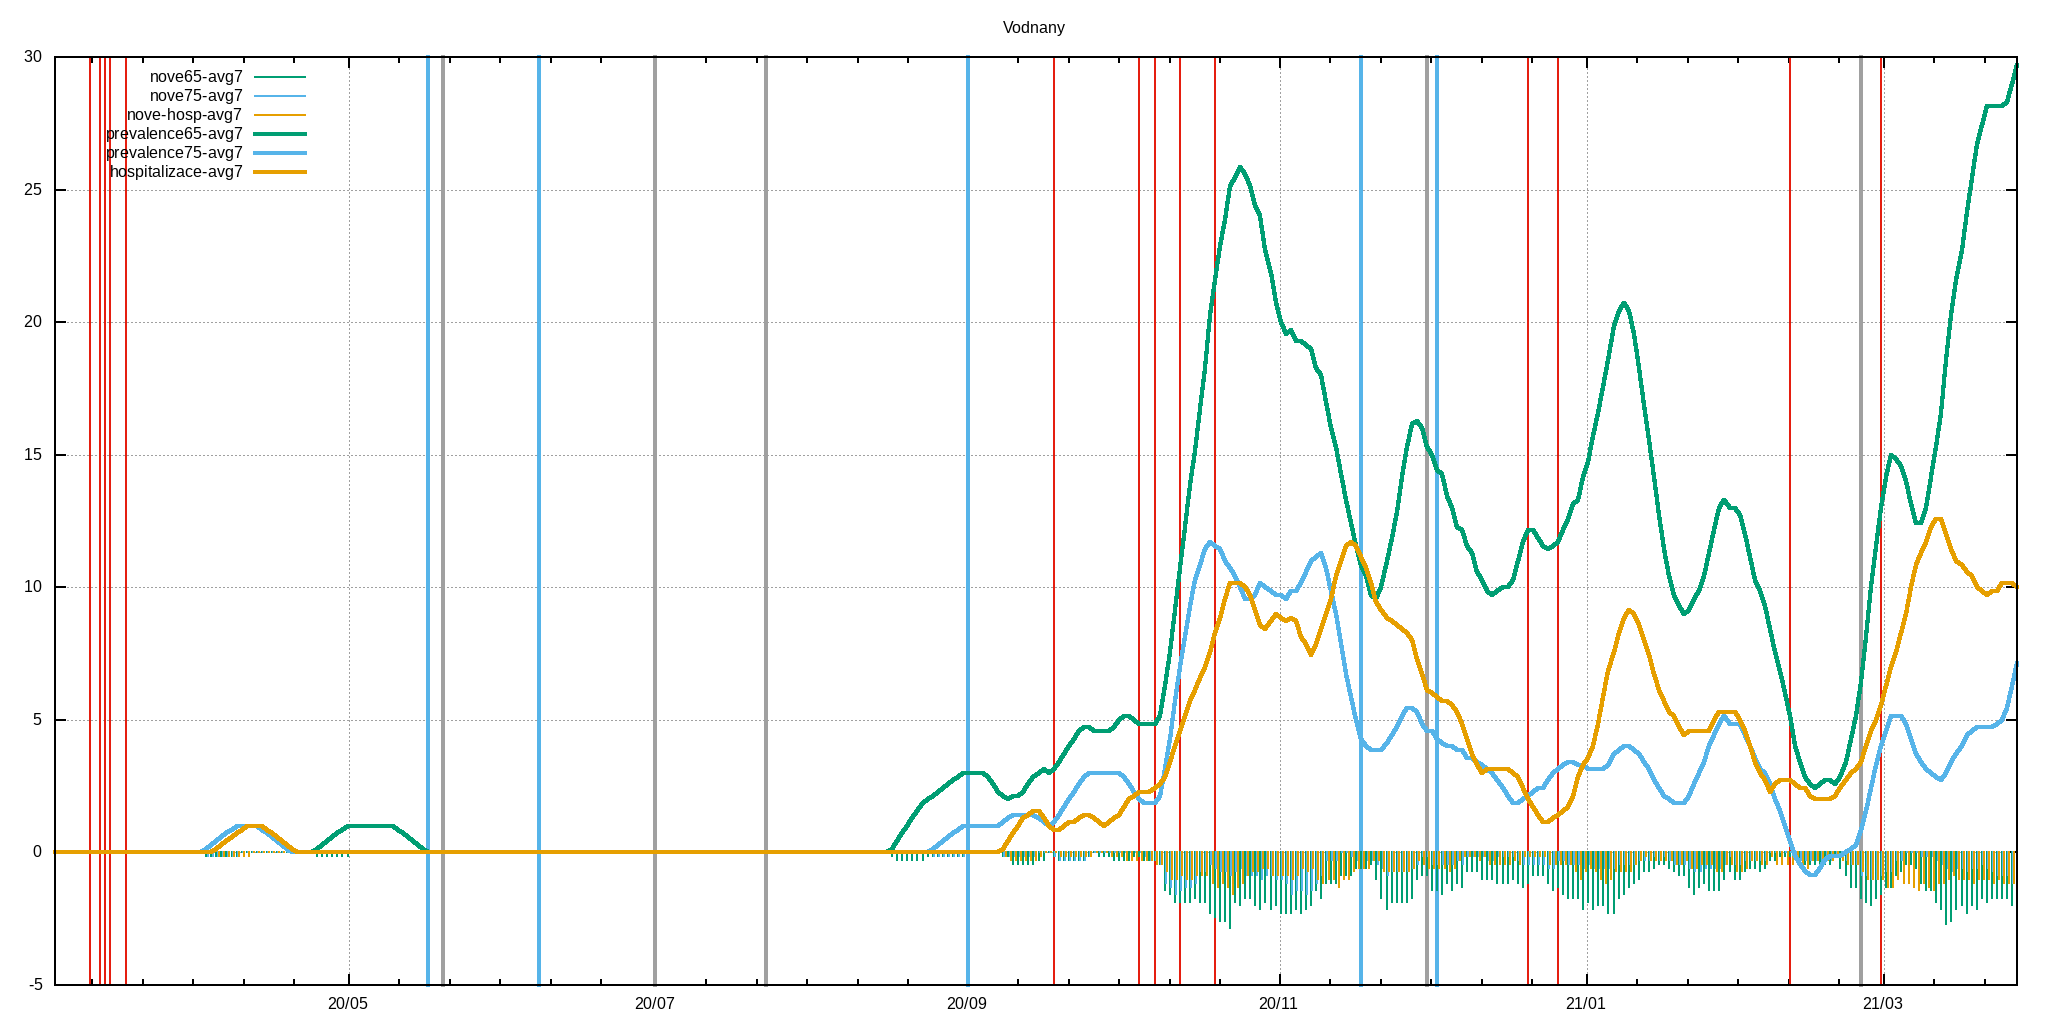 Vodnany
30
25
20
15
10
5
0
-5
nove65-avg7
nove75-avg7
nove-hosp-avg7
prevalence65-avg7
prevalence75-avg7
hospitalizace-avg7
20/05 20/07 20/09 20/11 21/01 21/03